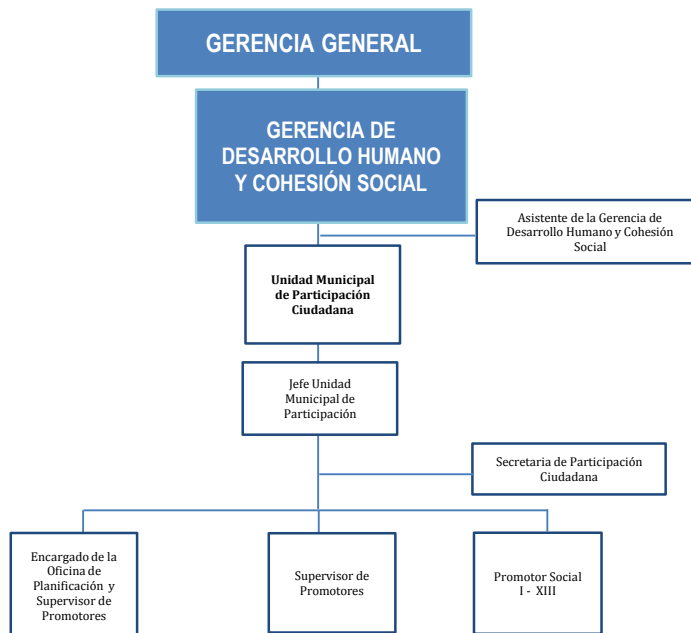 GERENCIA GENERAL
GERENCIA DE
DESARROLLO HUMANO
Y COHESIÓN SOCIAL
Asistente de la Gerencia de
Desarrollo Humano y Cohesión
Social
Unidad Municipal
de Participación
Ciudadana
Jefe Unidad
Municipal de
Participación
Secretaria de Participación
Ciudadana
Encargado de la
Oficina de
Planificación y
Supervisor de
Promotores
Supervisor de
Promotores
Promotor Social
I - XIII